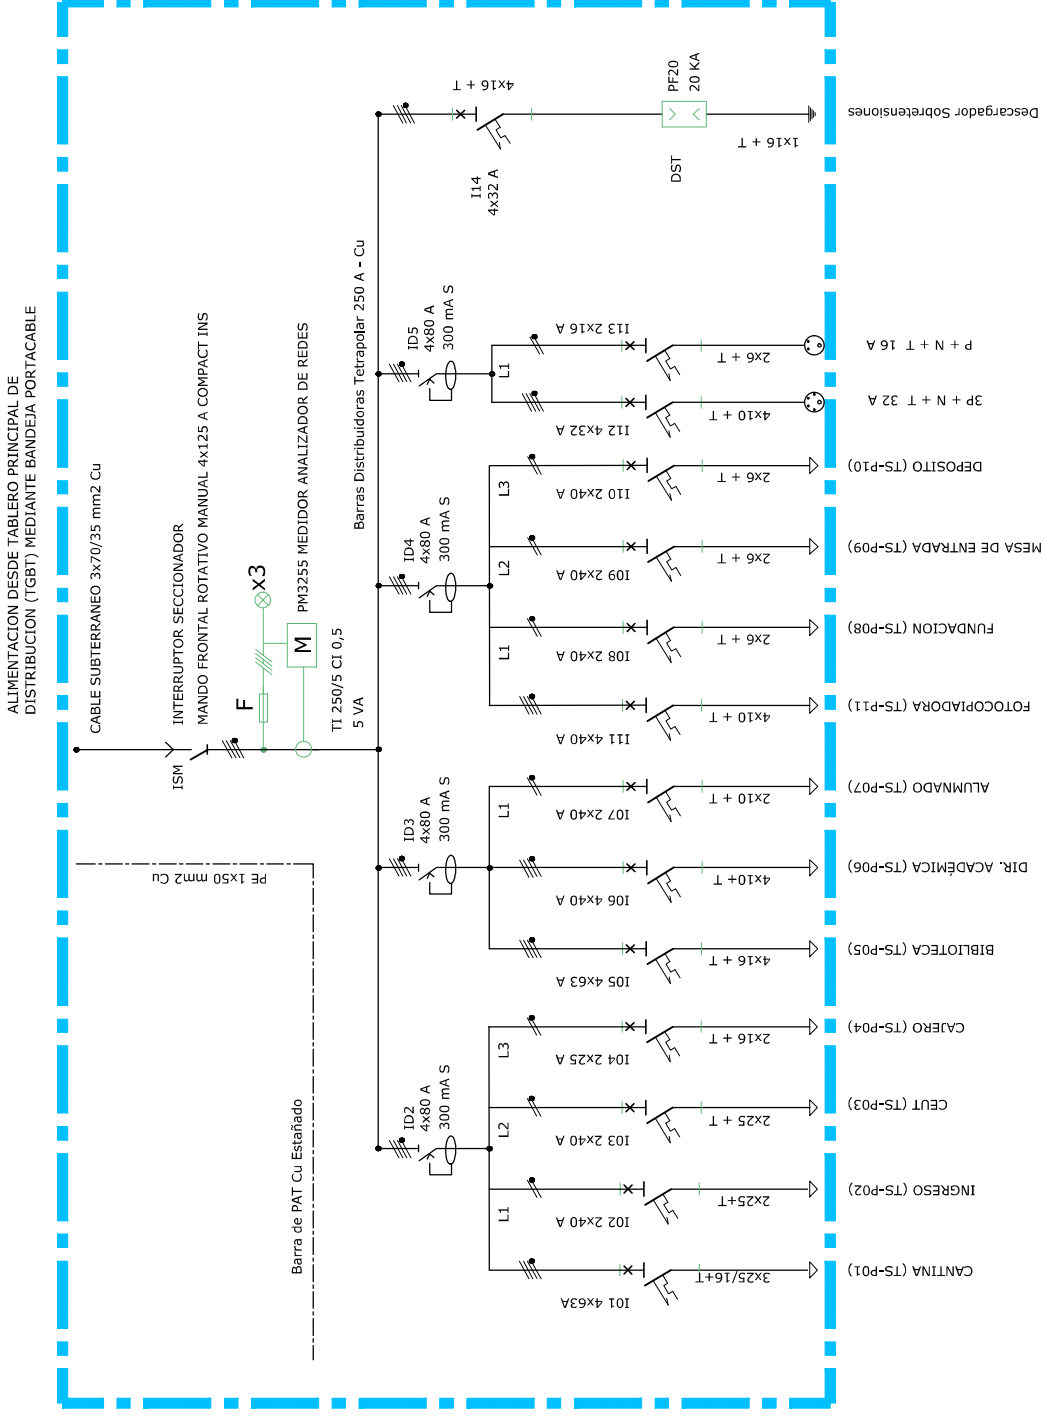 ALIMENTACION DESDE TABLERO PRINCIPAL DE
DISTRIBUCION (TGBT) MEDIANTE BANDEJA PORTACABLE
CABLE SUBTERRANEO 3x70/35 mm2 Cu
INTERRUPTOR SECCIONADOR
MANDO FRONTAL ROTATIVO MANUAL 4x125 A COMPACT INS
ISM
F
x3
M
PM3255 MEDIDOR ANALIZADOR DE REDES
TI 250/5 CI 0,5
5 VA
PE 1x50 mm2 Cu
Barra de PAT Cu Estañado
Barras Distribuidoras Tetrapolar 250 A - Cu
ID2
4x80 A
300 mA S
ID3
4x80 A
300 mA S
ID4
4x80 A
300 mA S
ID5
4x80 A
300 mA S
L1
L2
L3
L1
L1
L2
L3
L1
I01 4x63A
3x25/16+T
CANTINA (TS-P01)
I02 2x40 A
2x25+T
INGRESO (TS-P02)
I03 2x40 A
2x25 + T
CEUT (TS-P03)
I04 2x25 A
2x16 + T
CAJERO (TS-P04)
I05 4x63 A
4x16 + T
BIBLIOTECA (TS-P05)
I06 4x40 A
4x10+ T
DIR. ACADÉMICA (TS-P06)
I07 2x40 A
2x10 + T
ALUMNADO (TS-P07)
I11 4x40 A
4x10 + T
FOTOCOPIADORA (TS-P11)
I08 2x40 A
2x6 + T
FUNDACION (TS-P08)
I09 2x40 A
2x6 + T
MESA DE ENTRADA (TS-P09)
I10 2x40 A
2x6 + T
DEPOSITO (TS-P10)
I12 4x32 A
4x10 + T
3P + N + T 32 A
I13 2x16 A
2x6 + T
P + N + T 16 A
4x16 + T
I14
4x32 A
PF20
20 KA
DST
1x16 + T
Descargador Sobretensiones